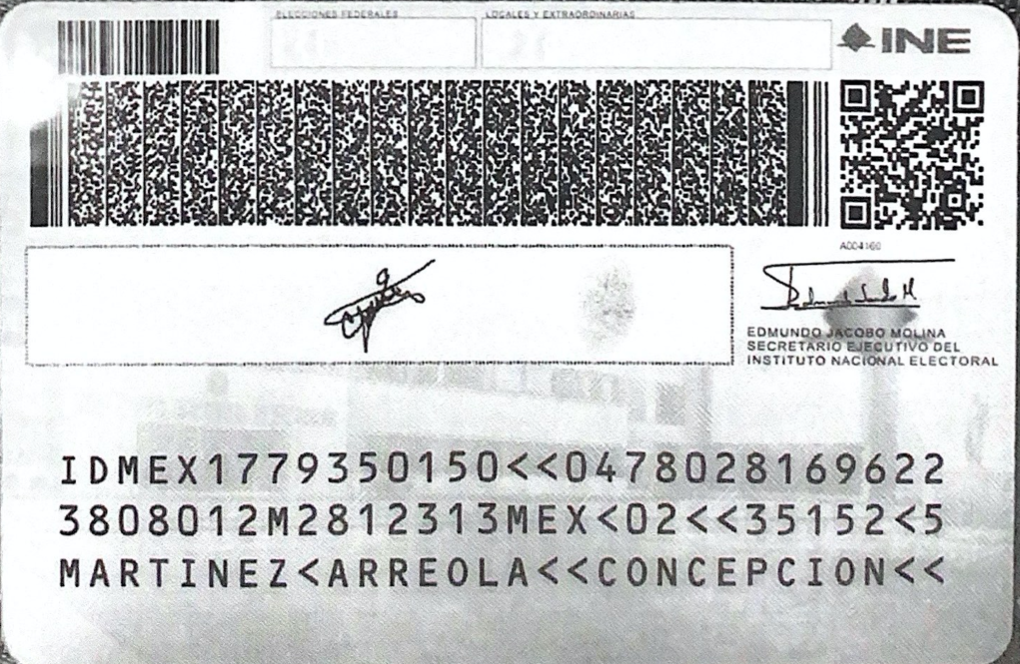 ELECCIONES FEDERALES
LOCALES Y EXTRAORDINARIAS
INE
A004160
EDMUNDO JACOBO MOLINA
SECRETARIO EJECUTIVO DEL
INSTITUTO NACIONAL ELECTORAL
IDMEX1779350150<<0478028169622
3808012M2812313MEX<02<<35152<5
MARTINEZ<ARREOLA<<CONCEPCION<<